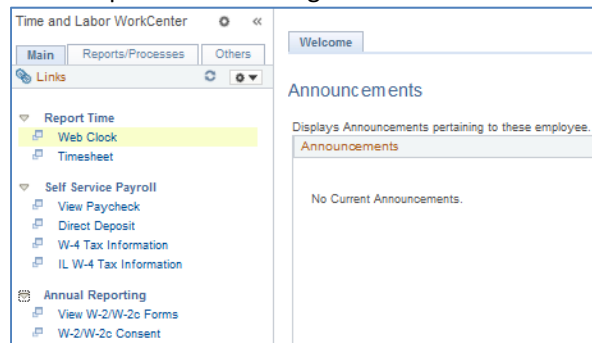 Time and Labor WorkCenter
Main
Reports/Processes
Others
Links
Report Time
Web Clock
Timesheet
Self Service Payroll
View Paycheck
Direct Deposit
W-4 Tax Information
IL W-4 Tax Information
Annual Reporting
View W-2/W-2c Forms
W-2/W-2c Consent
Welcome
Announcements
Displays Announcements pertaining to these employee.
Announcements
No Current Announcements.